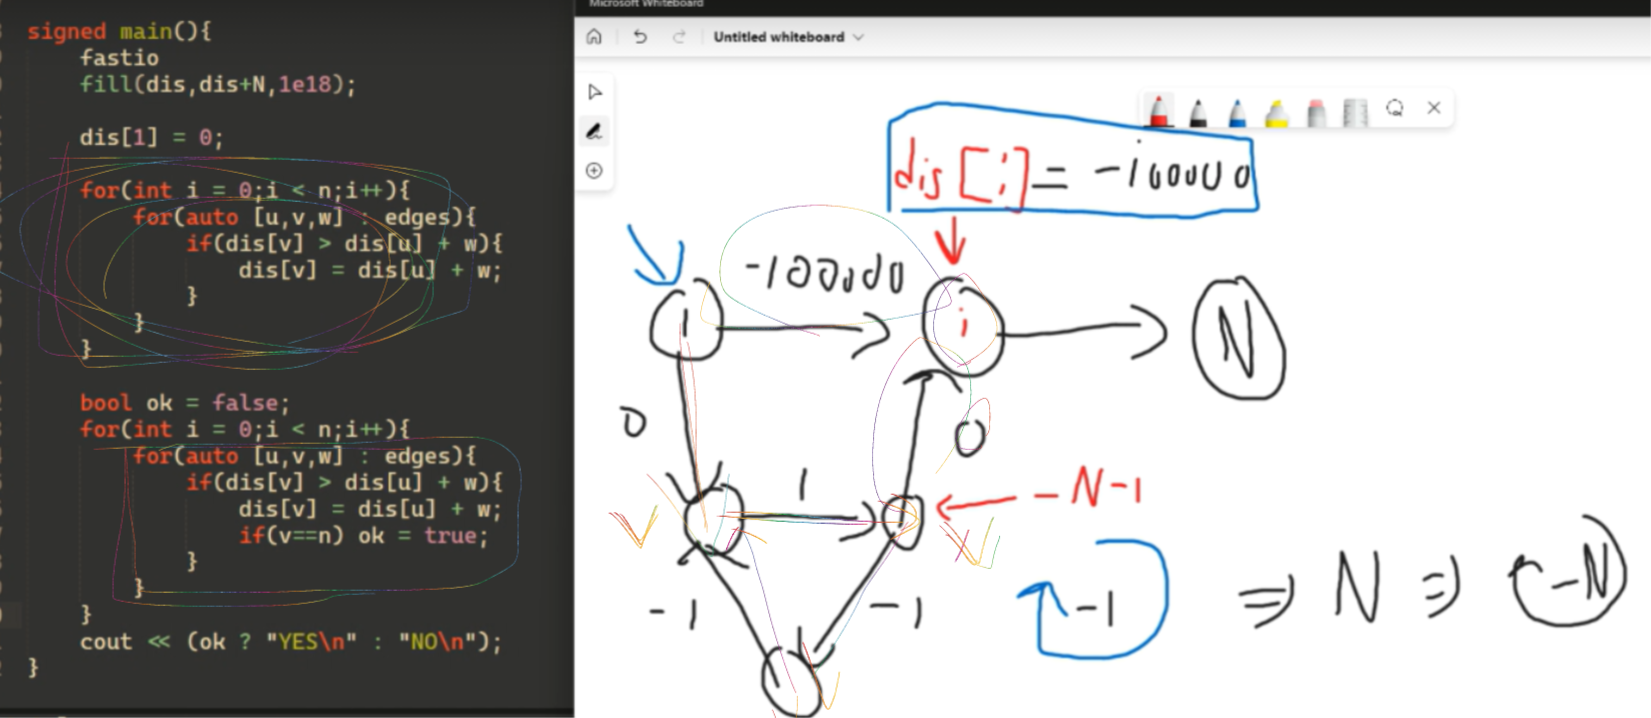 signed main(){
fastio
fill(dis,dis+N,1e18);
dis[1] = 0;
for(int i = 0;i < n;i++){
for(auto [u,v,w] : edges){
if(dis[v] > dis[u] + w){
dis[v] = dis[u] + w;
}
}
}
bool ok = false;
for(int i = 0;i < n;i++){
for(auto [u,v,w] : edges){
if(dis[v] > dis[u] + w){
dis[v] = dis[u] + w;
if(v==n) ok = true;
}
}
}
cout << (ok ? "YES\n" : "NO\n");
}
Microsoft Whiteboard
Untitled whiteboard
dis[i] = -100000
-100000
1
i
N
0
1
0
-N-1
-1
-1
-1 => N => -N